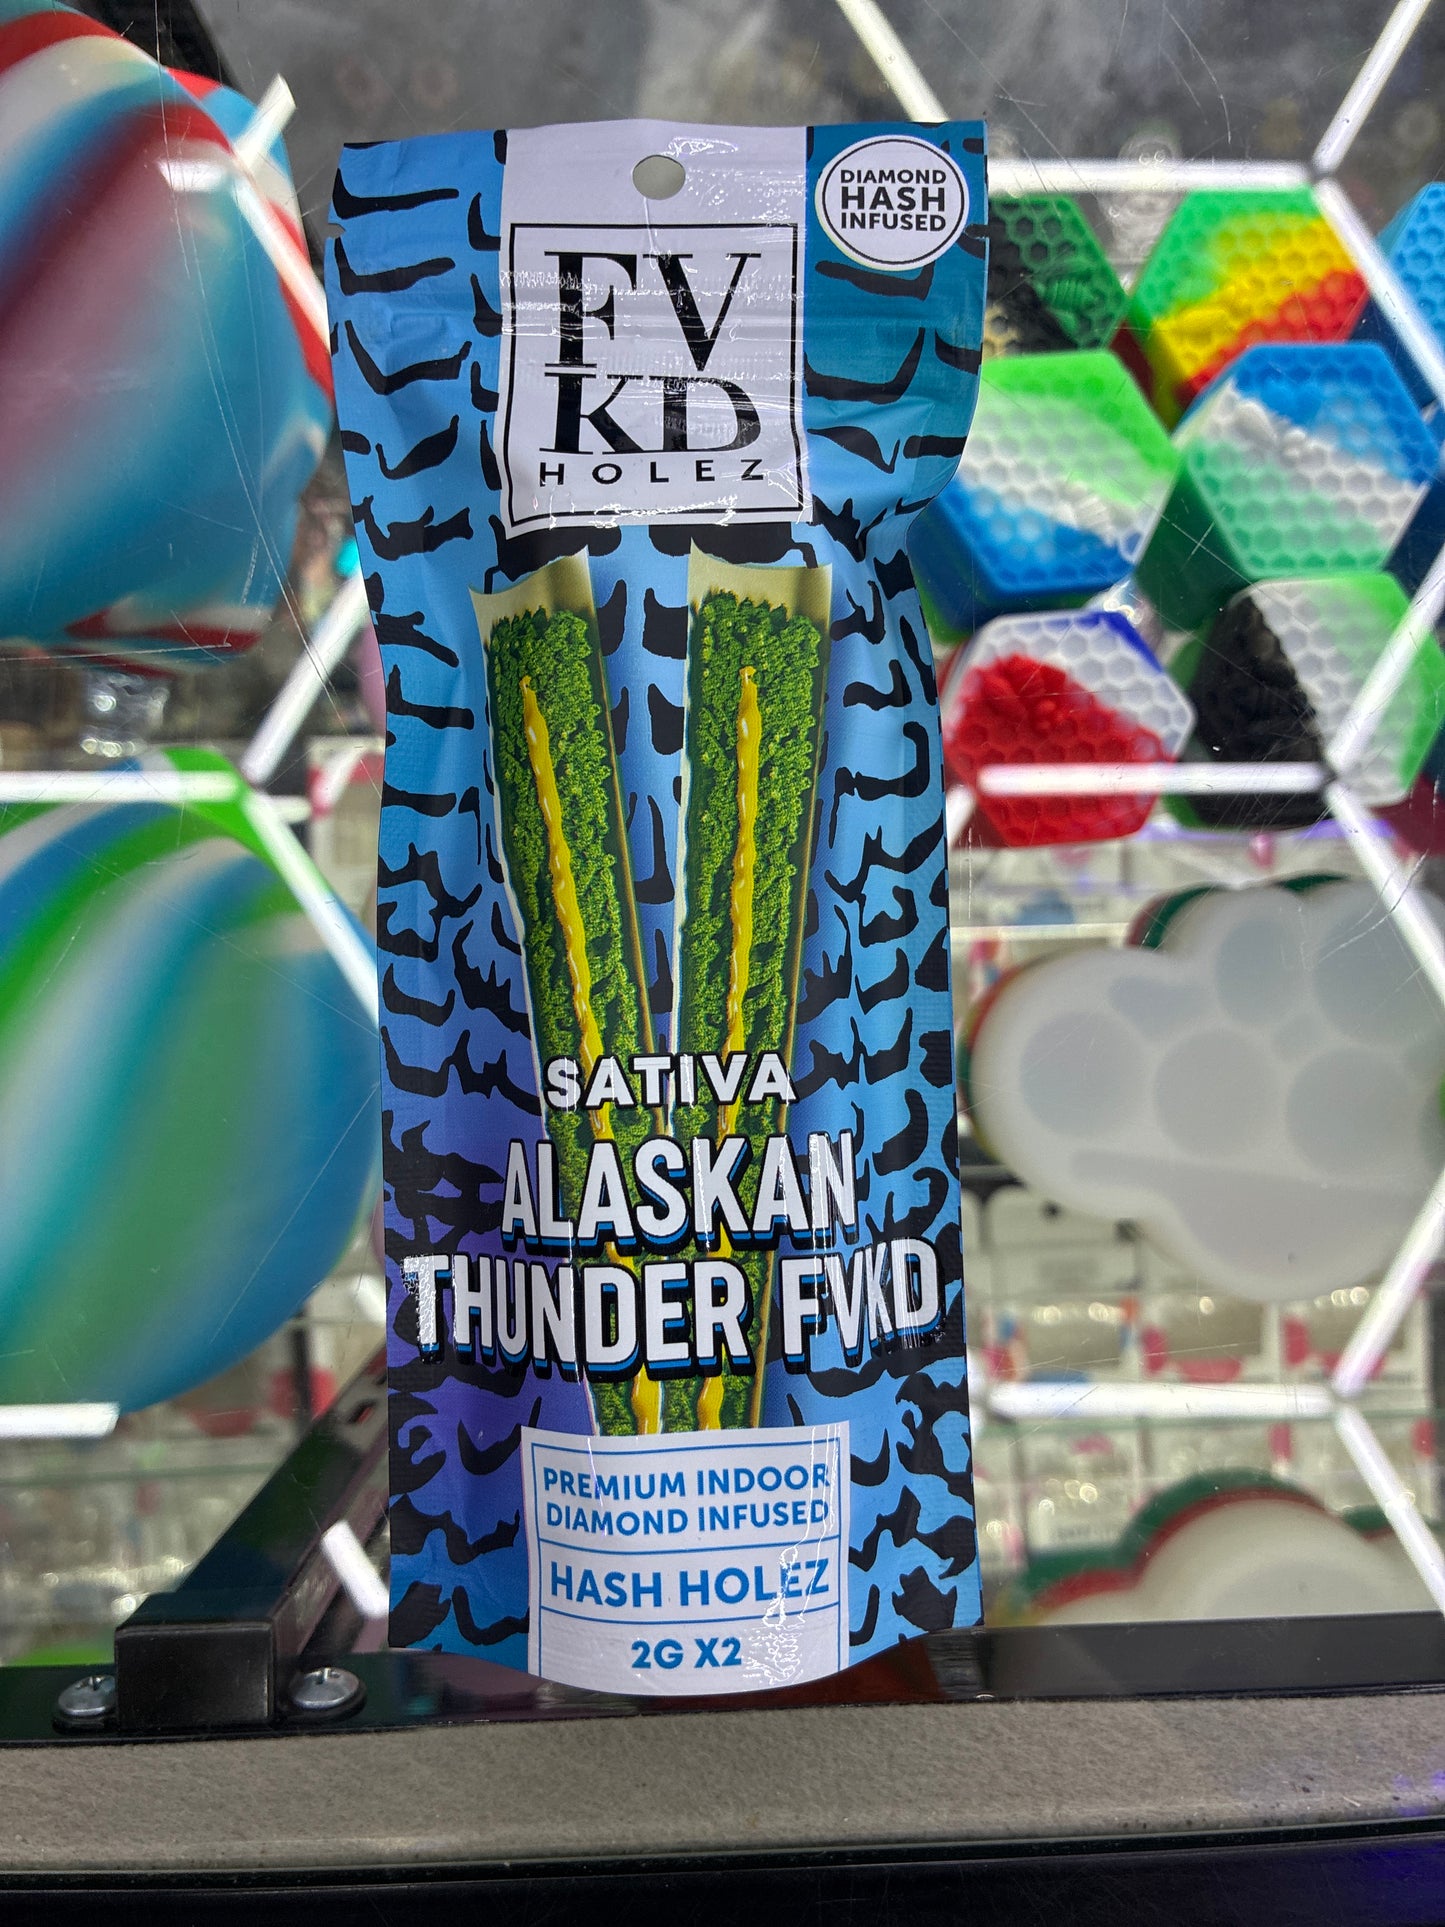 DIAMOND
HASH
INFUSED
FV
KD
HOLEZ
SATIVA
ALASKAN
THUNDER FVKD
PREMIUM INDOOR
DIAMOND INFUSED
HASH HOLEZ
2G X2